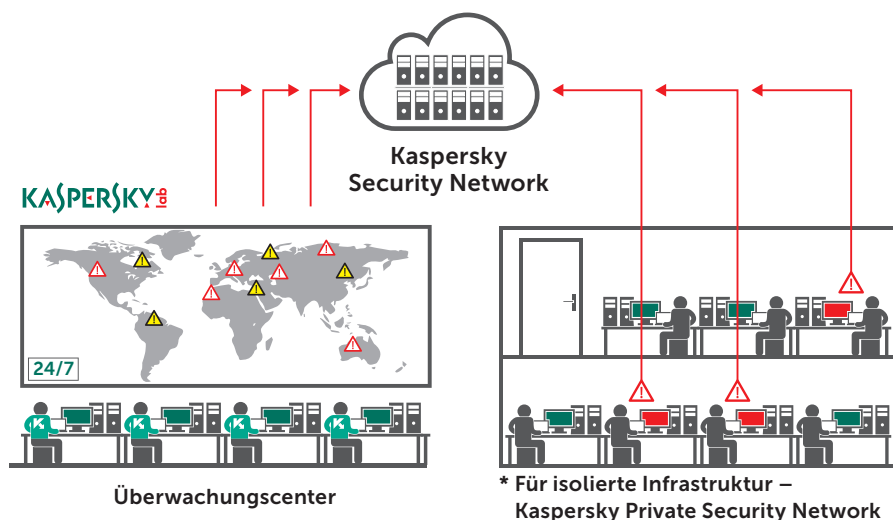 Kaspersky
Security Network
KASPERSKY lab
24/7
Überwachungscenter
* Für isolierte Infrastruktur –
Kaspersky Private Security Network